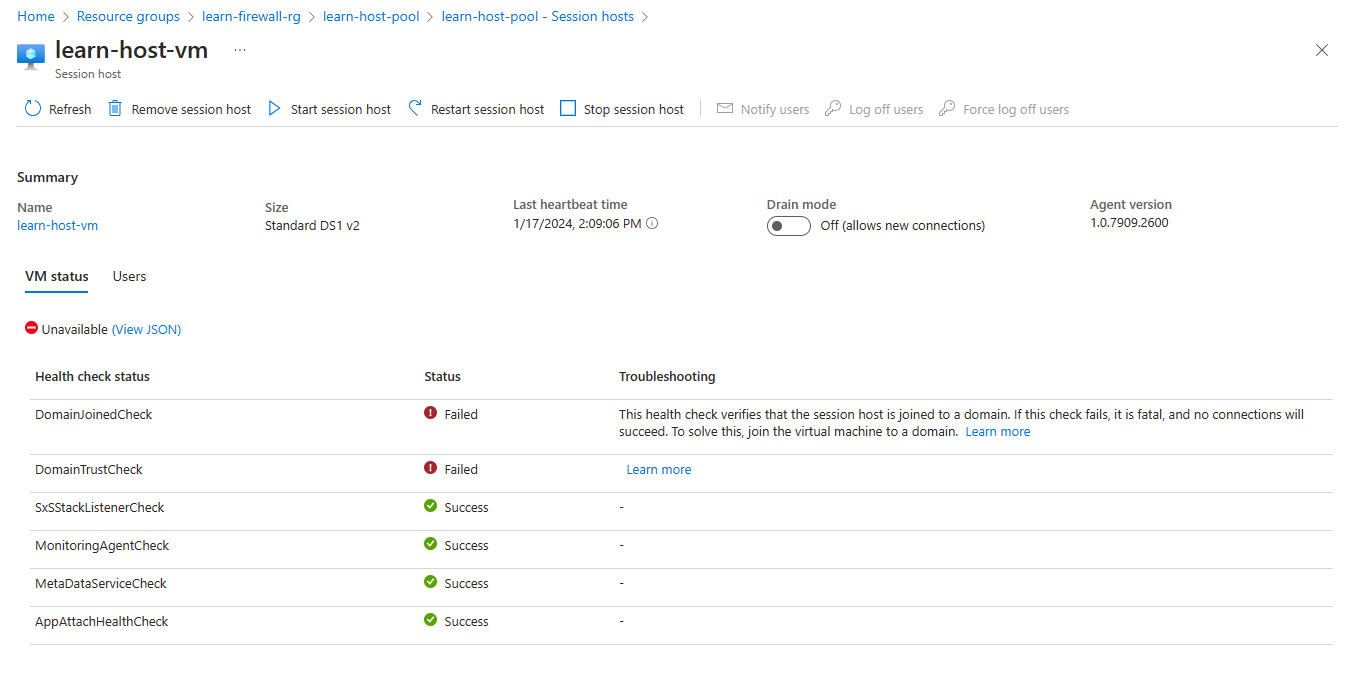 Home > Resource groups > learn-firewall-rg > learn-host-pool > learn-host-pool - Session hosts >
learn-host-vm ...
Session host
Refresh Remove session host Start session host Restart session host Stop session host Notify users Log off users Force log off users
Summary
Name Size Last heartbeat time Drain mode Agent version
learn-host-vm Standard DS1 v2 1/17/2024, 2:09:06 PM Off (allows new connections) 1.0.7909.2600
VM status Users
Unavailable (View JSON)
Health check status Status Troubleshooting
DomainJoinedCheck Failed This health check verifies that the session host is joined to a domain. If this check fails, it is fatal, and no connections will
succeed. To solve this, join the virtual machine to a domain. Learn more
DomainTrustCheck Failed Learn more
SxSStackListenerCheck Success -
MonitoringAgentCheck Success -
MetaDataServiceCheck Success -
AppAttachHealthCheck Success -